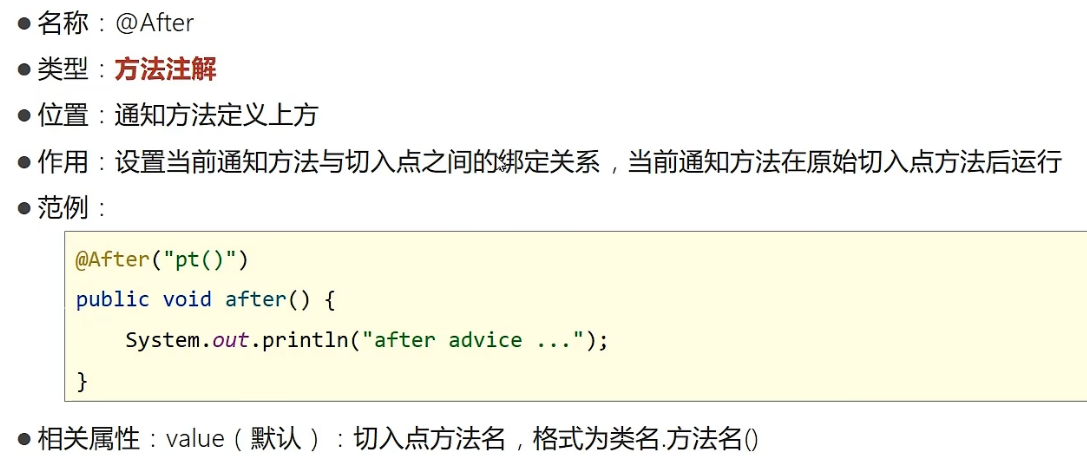 ● 名称：@After
● 类型：方法注解
● 位置：通知方法定义上方
● 作用：设置当前通知方法与切入点之间的绑定关系，当前通知方法在原始切入点方法后运行
● 范例：
@After("pt()")
public void after() {
    System.out.println("after advice ...");
}
● 相关属性：value（默认）：切入点方法名，格式为类名.方法名()